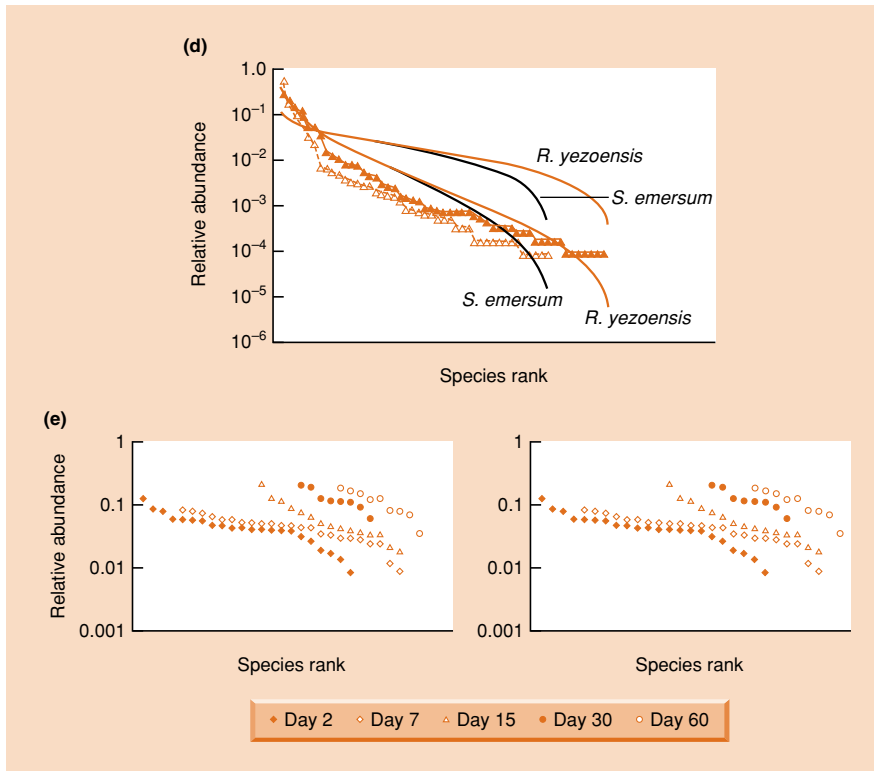 (d)
Relative abundance
1.0
10⁻¹
10⁻²
10⁻³
10⁻⁴
10⁻⁵
10⁻⁶
R. yezoensis
S. emersum
S. emersum
R. yezoensis
Species rank
(e)
Relative abundance
1
0.1
0.01
0.001
Species rank
1
0.1
0.01
0.001
Species rank
Day 2 Day 7 Day 15 Day 30 Day 60